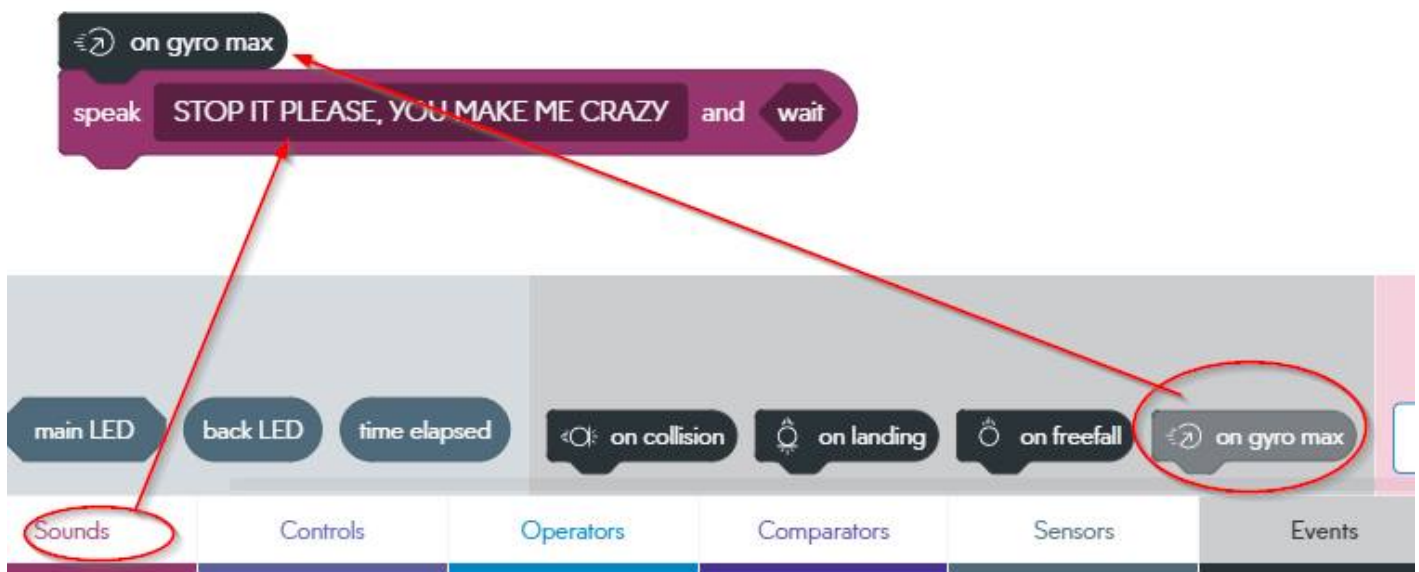 on gyro max
speak STOP IT PLEASE, YOU MAKE ME CRAZY and wait
main LED back LED time elapsed on collision on landing on freefall on gyro max
Sounds Controls Operators Comparators Sensors Events